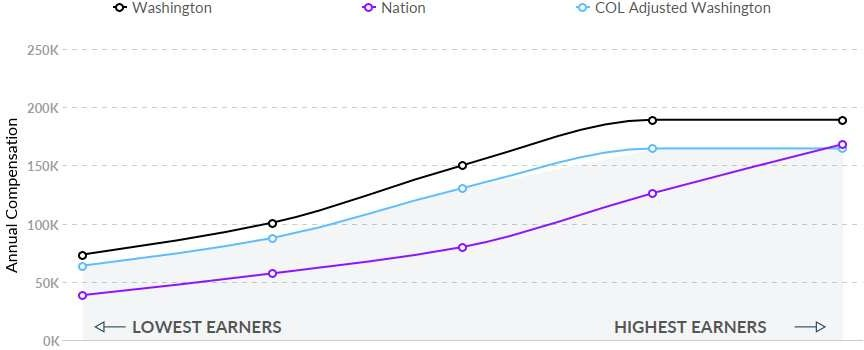 Washington Nation COL Adjusted Washington
250K
200K
150K
100K
50K
0K
Annual Compensation
LOWEST EARNERS HIGHEST EARNERS